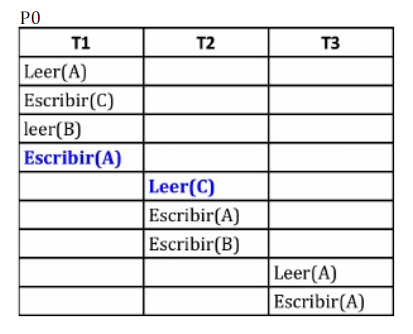 P0
T1 T2 T3
Leer(A)
Escribir(C)
leer(B)
Escribir(A)
Leer(C)
Escribir(A)
Escribir(B)
Leer(A)
Escribir(A)